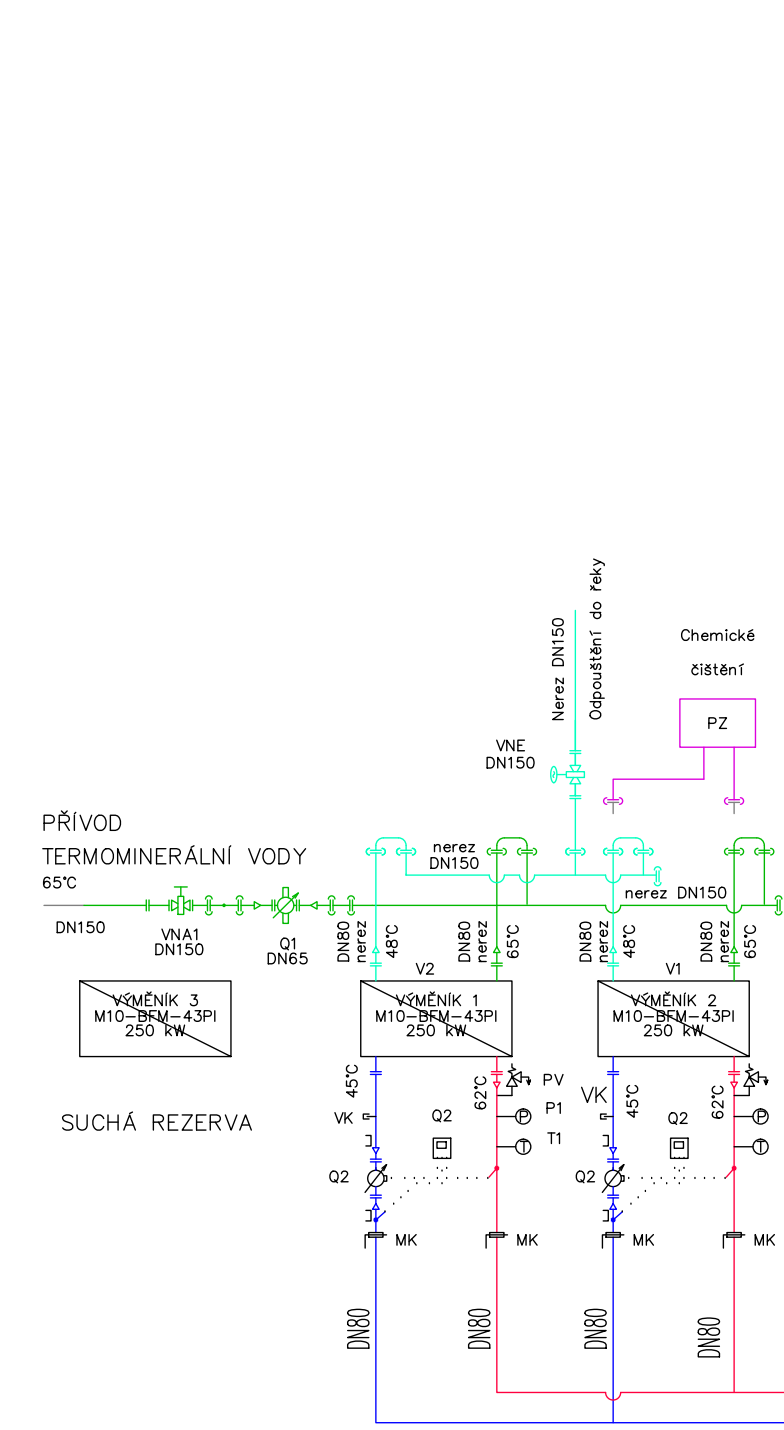 Nerez DN150
Odpouštění do řeky
Chemické
čištění
PZ
VNE
DN150
PŘÍVOD
TERMOMINERÁLNÍ VODY
65°C
DN150
VNA1
DN150
Q1
DN65
nerez
DN150
nerez DN150
DN80
nerez
48°C
DN80
nerez
65°C
DN80
nerez
48°C
DN80
nerez
65°C
V2
V1
VÝMĚNÍK 3
M10-BFM-43PI
250 kW
VÝMĚNÍK 1
M10-BFM-43PI
250 kW
VÝMĚNÍK 2
M10-BFM-43PI
250 kW
SUCHÁ REZERVA
45°C
62°C
PV
VK
45°C
62°C
VK
Q2
P
P1
Q2
P
T
T1
T
Q2
Q2
MK
MK
MK
MK
DN80
DN80
DN80
DN80